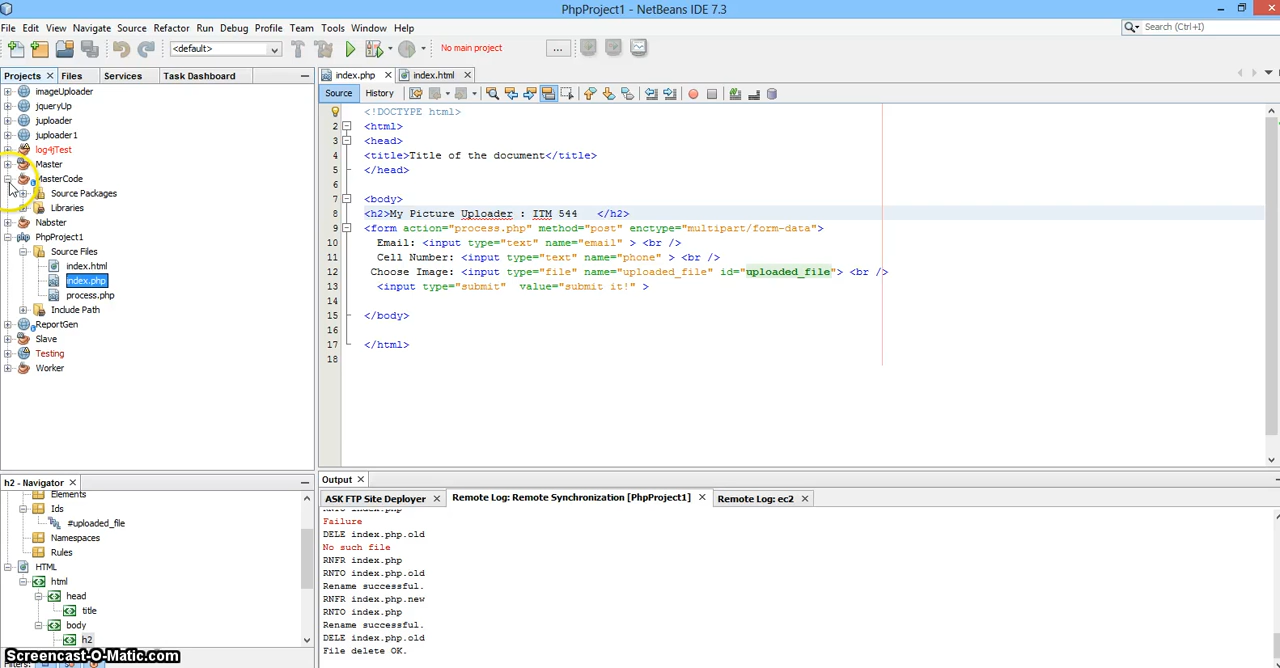 PhpProject1 - NetBeans IDE 7.3
File Edit View Navigate Source Refactor Run Debug Profile Team Tools Window Help
Search (Ctrl+I)
<default>
No main project
...
Projects Files Services Task Dashboard
index.php index.html
Source History
imageUploader
jqueryUp
juploader
juploader1
log4jTest
Master
MasterCode
Source Packages
Libraries
Nabster
PhpProject1
Source Files
index.html
index.php
process.php
Include Path
ReportGen
Slave
Testing
Worker
<!DOCTYPE html>
2 <html>
3 <head>
4 <title>Title of the document</title>
5 </head>
6
7 <body>
8 <h2>My Picture Uploader : ITM 544   </h2>
9 <form action="process.php" method="post" enctype="multipart/form-data">
10 Email: <input type="text" name="email" > <br />
11 Cell Number: <input type="text" name="phone" > <br />
12 Choose Image: <input type="file" name="uploaded_file" id="uploaded_file"> <br />
13 <input type="submit"  value="submit it!" >
14
15 </body>
16
17 </html>
18
h2 - Navigator
Elements
Ids
#uploaded_file
Namespaces
Rules
HTML
html
head
title
body
h2
Output
ASK FTP Site Deployer Remote Log: Remote Synchronization [PhpProject1] Remote Log: ec2
RNTO index.php
Failure
DELE index.php.old
No such file
RNFR index.php
RNTO index.php.old
Rename successful.
RNFR index.php.new
RNTO index.php
Rename successful.
DELE index.php.old
File delete OK.
Screencast-O-Matic.com